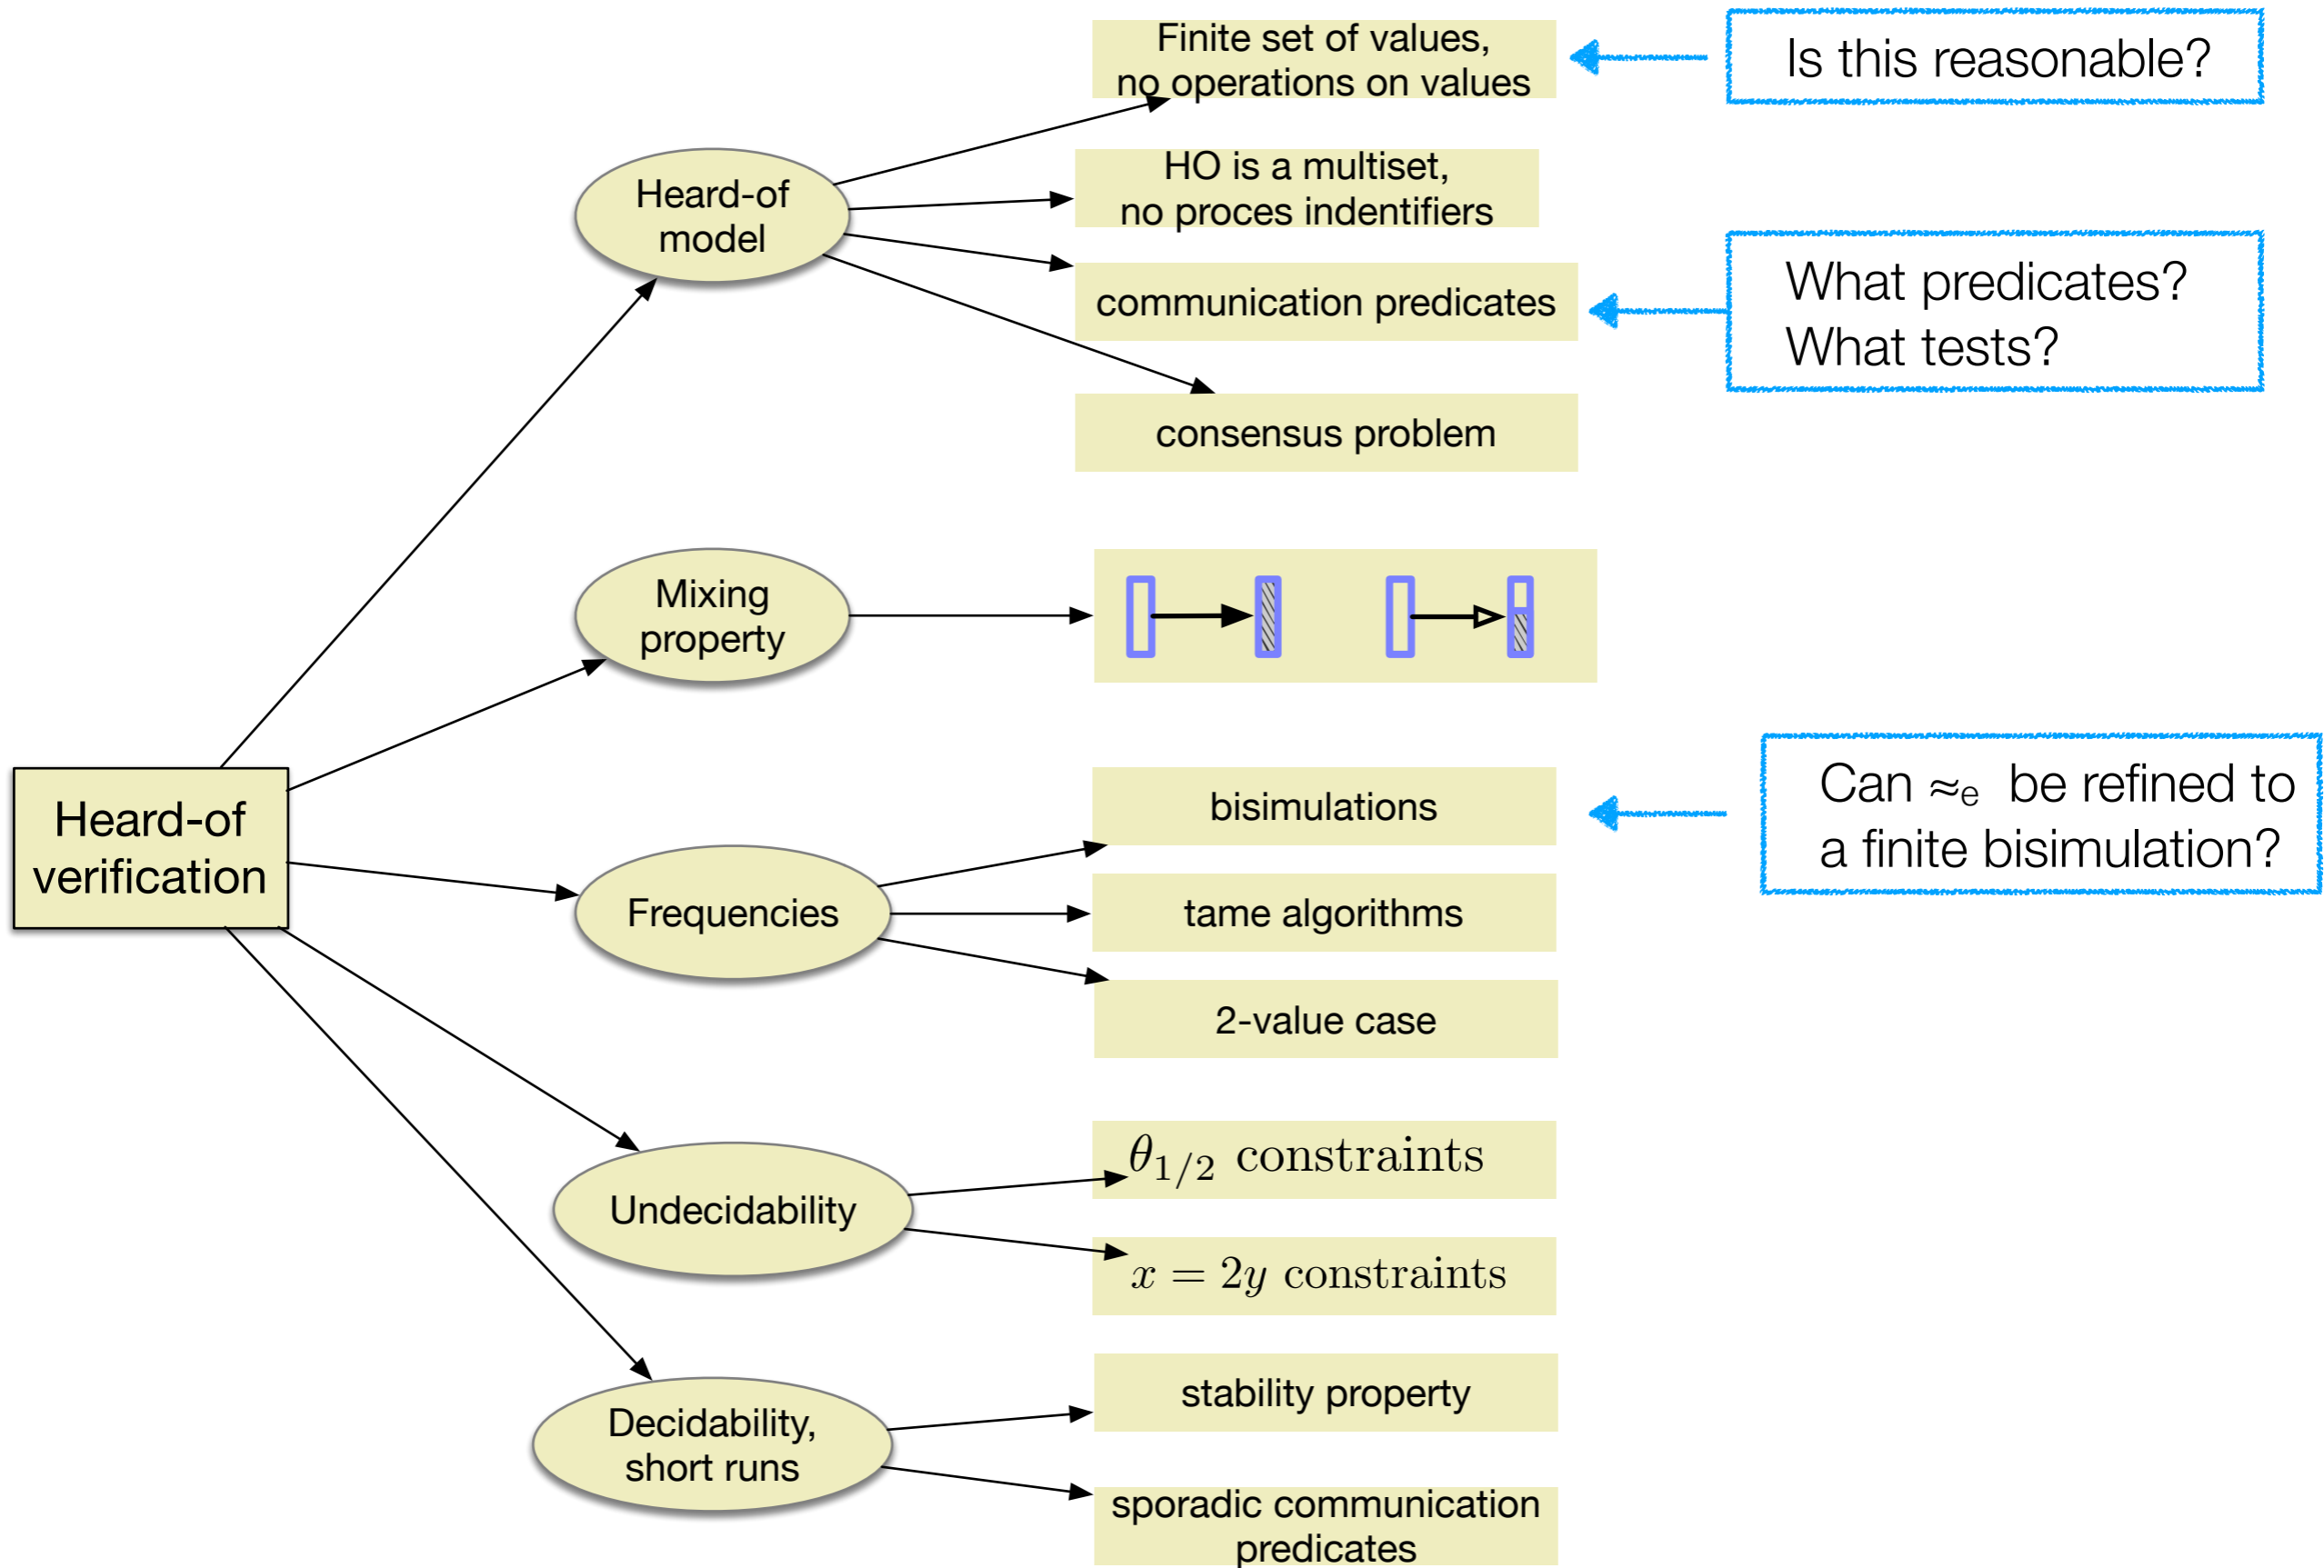 Finite set of values,
no operations on values
Is this reasonable?
HO is a multiset,
no proces indentifiers
Heard-of
model
communication predicates
What predicates?
What tests?
consensus problem
Mixing
property
Heard-of
verification
bisimulations
Can ≈e be refined to
a finite bisimulation?
Frequencies
tame algorithms
2-value case
Undecidability
θ1/2 constraints
x = 2y constraints
Decidability,
short runs
stability property
sporadic communication
predicates